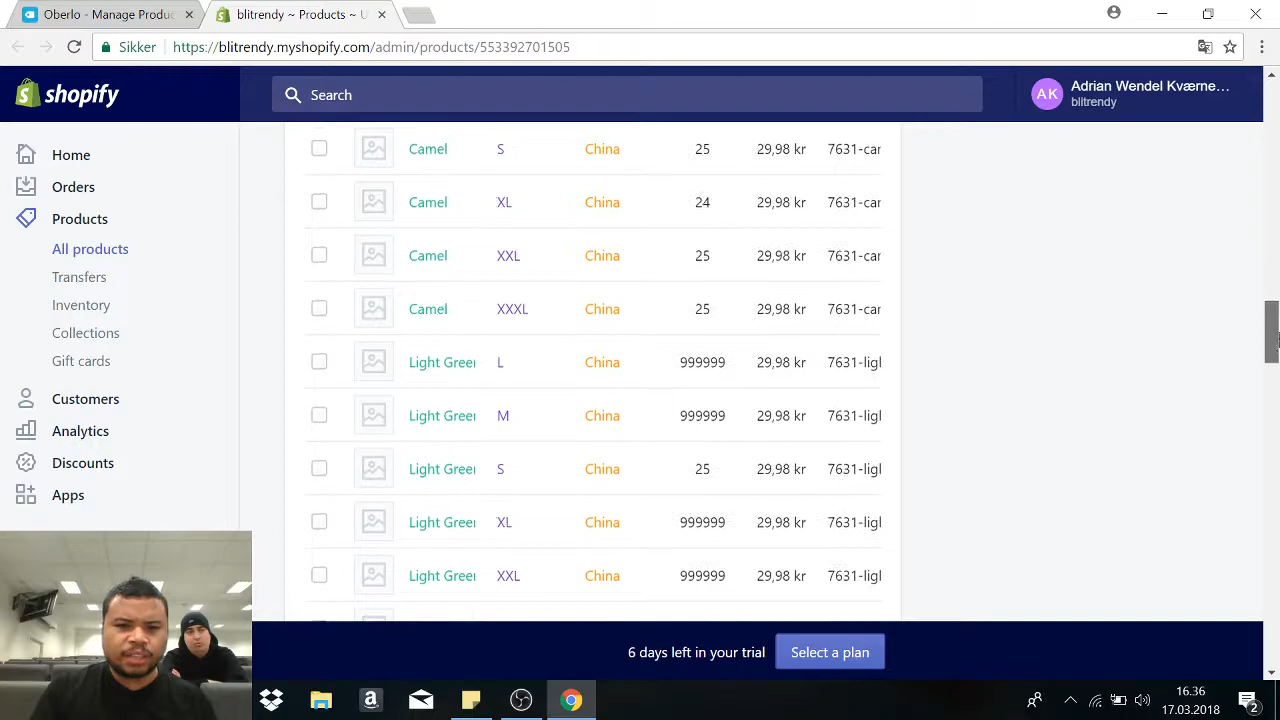 Oberlo - Manage Produc
blitrendy ~ Products ~ U
Sikker https://blitrendy.myshopify.com/admin/products/553392701505
shopify
Search
AK
Adrian Wendel Kværne…
blitrendy
Home
Orders
Products
All products
Transfers
Inventory
Collections
Gift cards
Customers
Analytics
Discounts
Apps
Camel S China 25 29,98 kr 7631-car
Camel XL China 24 29,98 kr 7631-car
Camel XXL China 25 29,98 kr 7631-car
Camel XXXL China 25 29,98 kr 7631-car
Light Green L China 999999 29,98 kr 7631-ligl
Light Green M China 999999 29,98 kr 7631-ligl
Light Green S China 25 29,98 kr 7631-ligl
Light Green XL China 999999 29,98 kr 7631-ligl
Light Green XXL China 999999 29,98 kr 7631-ligl
6 days left in your trial
Select a plan
a
16.36
17.03.2018
2